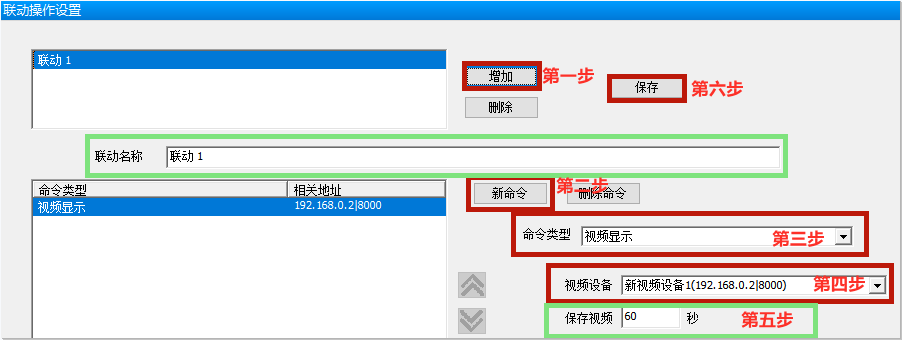 联动操作设置
联动 1
增加 第一步
保存 第六步
删除
联动名称 联动 1
命令类型 相关地址
新命令 第二步 删除命令
视频显示 192.168.0.2|8000
命令类型 视频显示 第三步
视频设备 新视频设备1(192.168.0.2|8000) 第四步
保存视频 60 秒 第五步